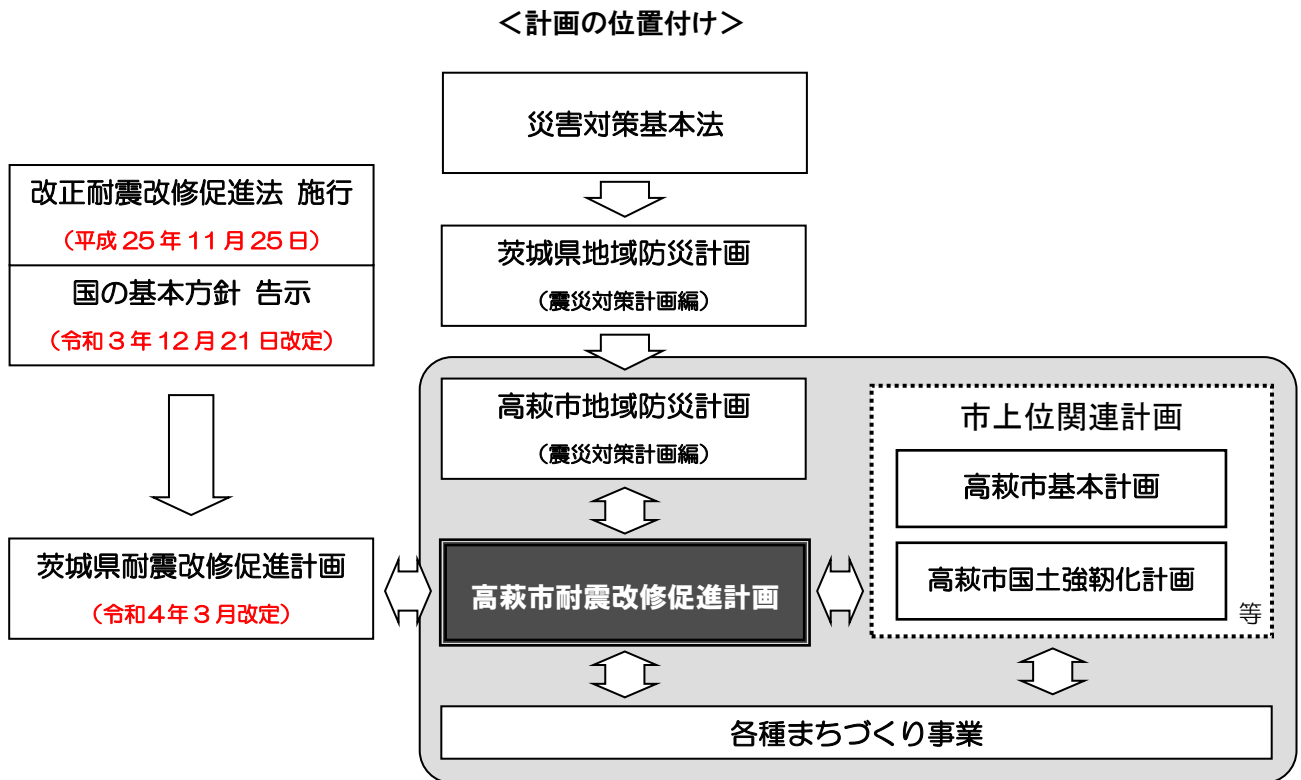 ＜計画の位置付け＞
災害対策基本法
改正耐震改修促進法 施行
（平成25年11月25日）
国の基本方針 告示
（令和3年12月21日改定）
茨城県地域防災計画
（震災対策計画編）
高萩市地域防災計画
（震災対策計画編）
市上位関連計画
高萩市基本計画
高萩市国土強靭化計画
等
茨城県耐震改修促進計画
（令和4年3月改定）
高萩市耐震改修促進計画
各種まちづくり事業